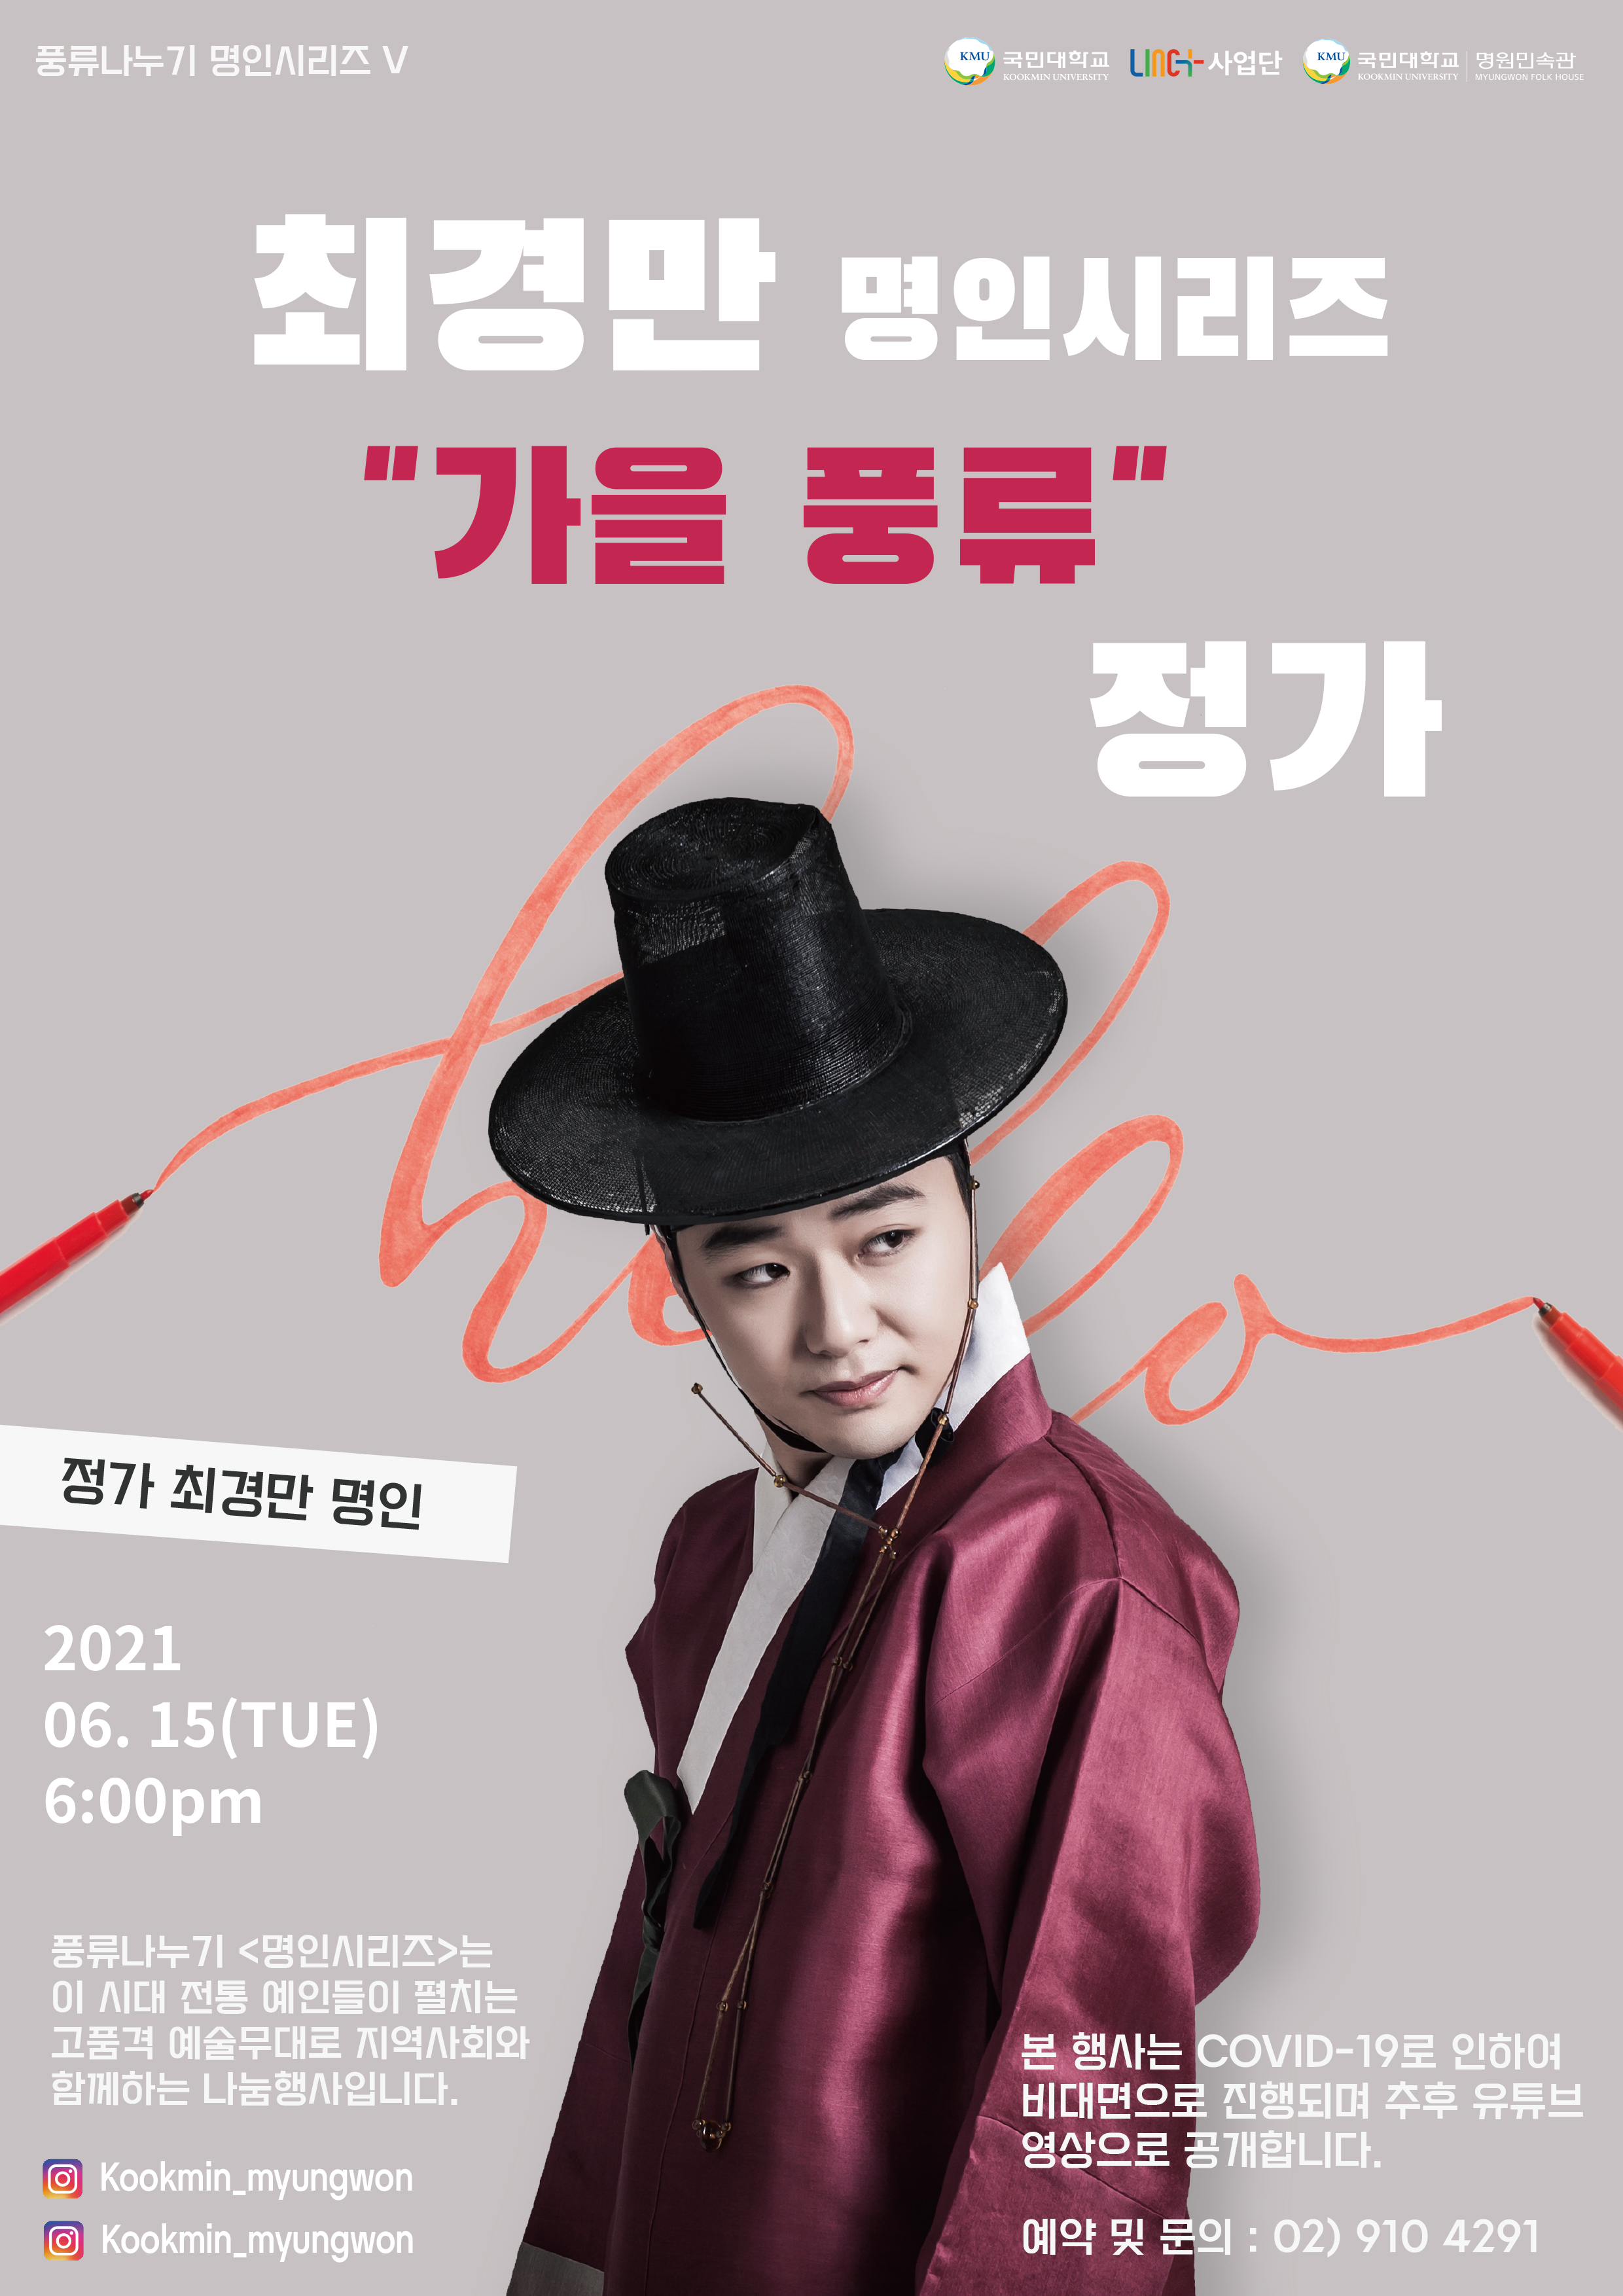 풍류나누기 명인시리즈 V
KMU 국민대학교 KOOKMIN UNIVERSITY
LINC+ 사업단
KMU 국민대학교 KOOKMIN UNIVERSITY
명원민속관 MYUNGWON FOLK HOUSE
최경만 명인시리즈
"가을 풍류"
정가
hello
정가 최경만 명인
2021
06. 15(TUE)
6:00pm
풍류나누기 <명인시리즈>는
이 시대 전통 예인들이 펼치는
고품격 예술무대로 지역사회와
함께하는 나눔행사입니다.
Kookmin_myungwon
Kookmin_myungwon
본 행사는 COVID-19로 인하여
비대면으로 진행되며 추후 유튜브
영상으로 공개합니다.
예약 및 문의 : 02) 910 4291